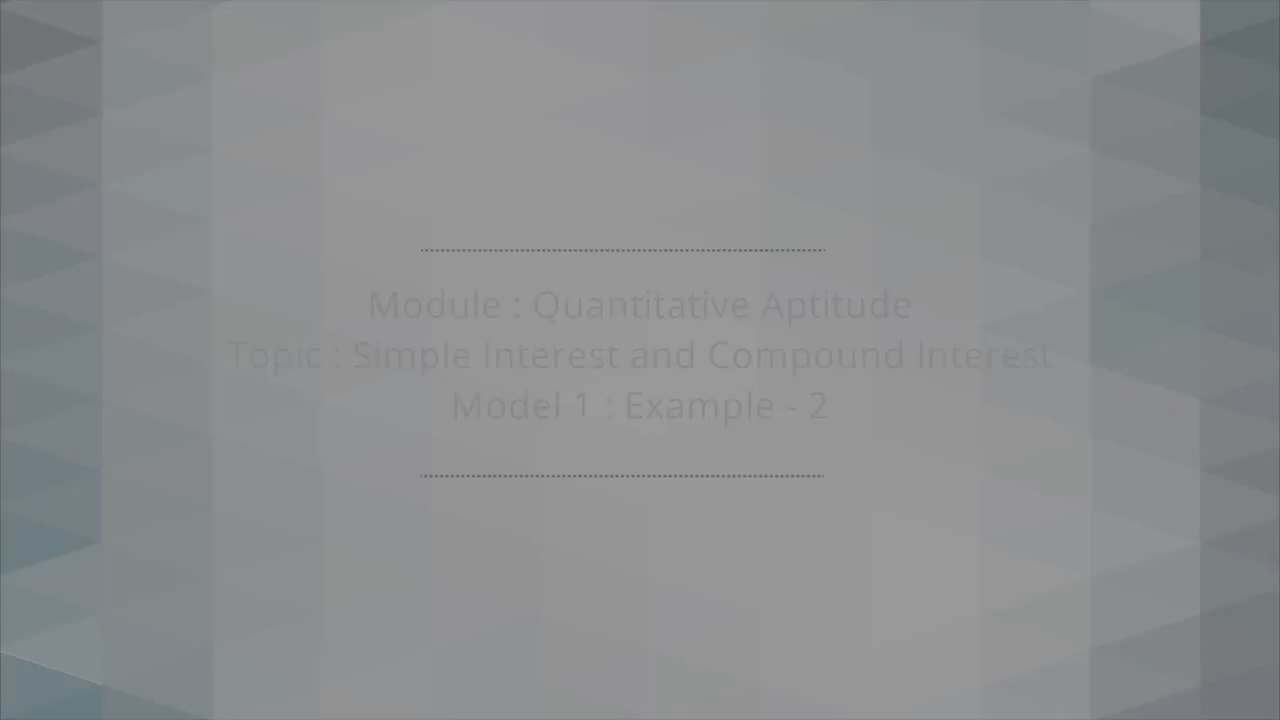 Module : Quantitative Aptitude
Topic : Simple Interest and Compound Interest
Model 1 : Example - 2